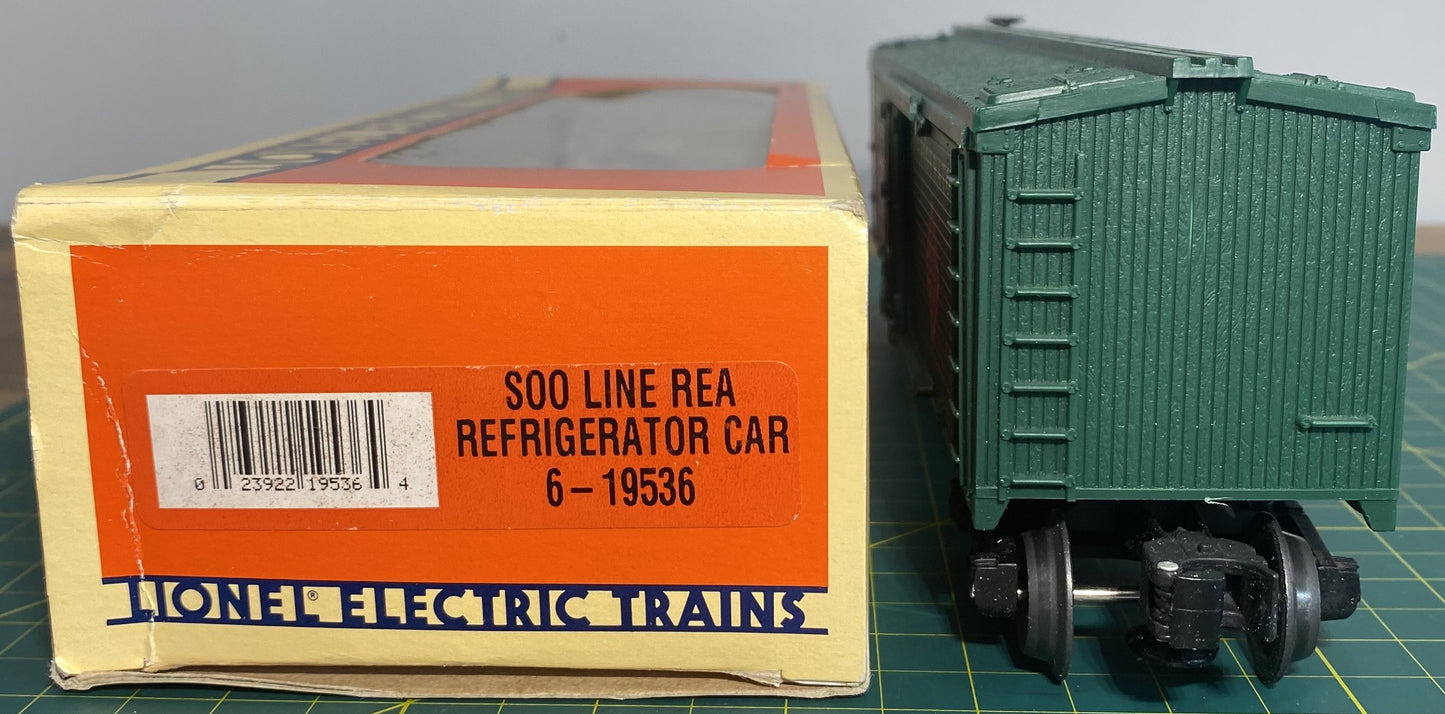 SOO LINE REA
REFRIGERATOR CAR
6-19536
0 23922 19536 4
LIONEL® ELECTRIC TRAINS